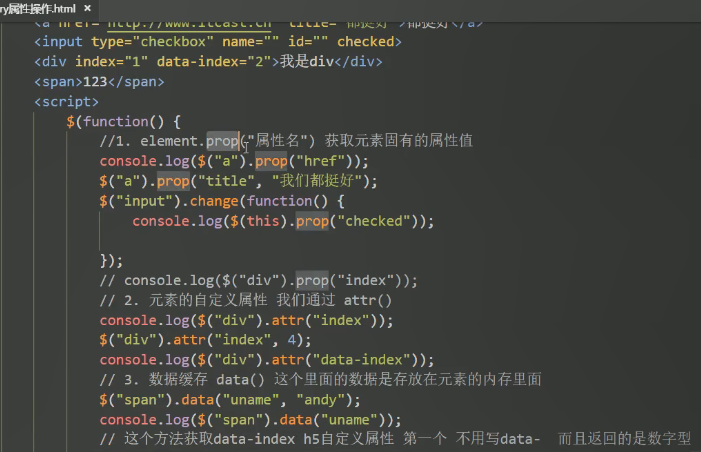 ry属性操作.html ×
<a href="http://www.itcast.cn" title="都挺好">都挺好</a>
<input type="checkbox" name="" id="" checked>
<div index="1" data-index="2">我是div</div>
<span>123</span>
<script>
$(function() {
//1. element.prop("属性名") 获取元素固有的属性值
console.log($("a").prop("href"));
$("a").prop("title", "我们都挺好");
$("input").change(function() {
console.log($(this).prop("checked"));
});
// console.log($("div").prop("index"));
// 2. 元素的自定义属性 我们通过 attr()
console.log($("div").attr("index"));
$("div").attr("index", 4);
console.log($("div").attr("data-index"));
// 3. 数据缓存 data() 这个里面的数据是存放在元素的内存里面
$("span").data("uname", "andy");
console.log($("span").data("uname"));
// 这个方法获取data-index h5自定义属性 第一个 不用写data- 而且返回的是数字型